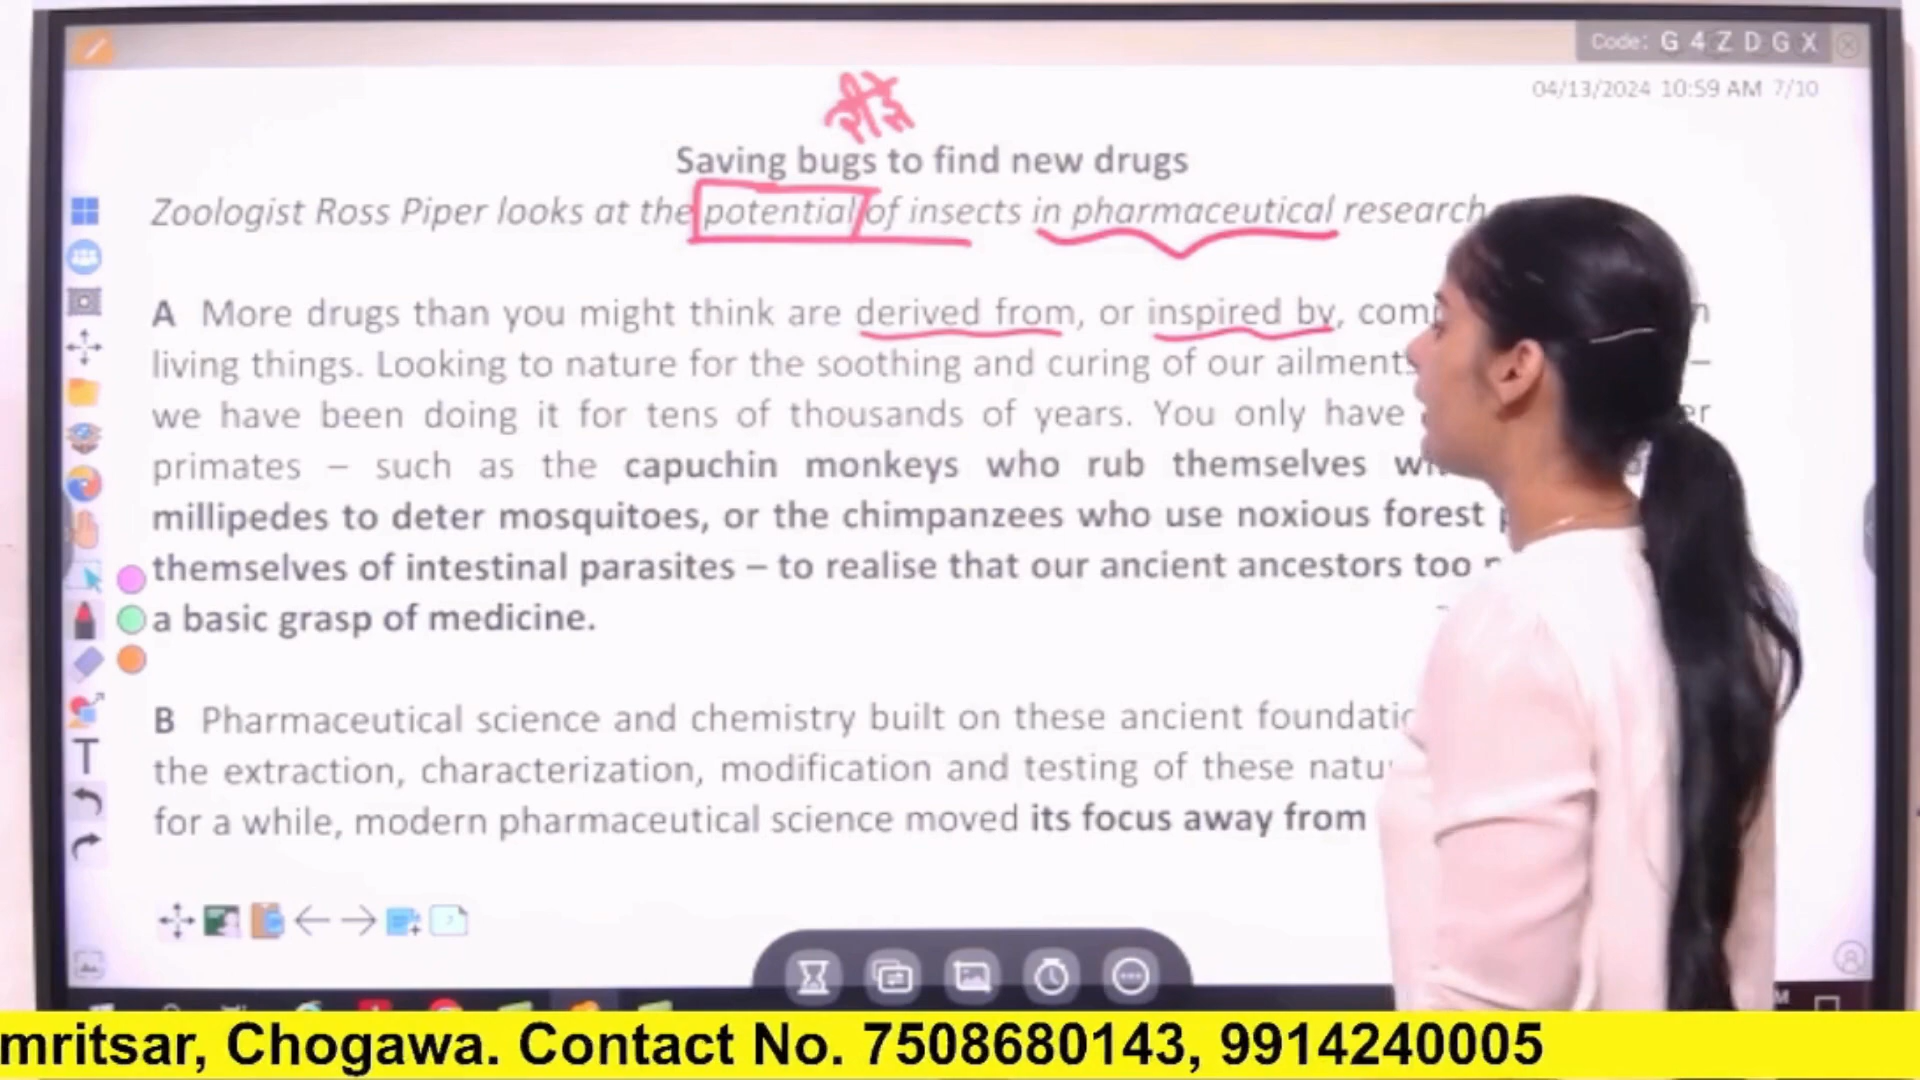 Code: G 4 Z D G X
04/13/2024 10:59 AM 7/10
Saving bugs to find new drugs
Zoologist Ross Piper looks at the potential of insects in pharmaceutical research
A More drugs than you might think are derived from, or inspired by,
living things. Looking to nature for the soothing and curing of our ailments –
we have been doing it for tens of thousands of years. You only have
primates – such as the capuchin monkeys who rub themselves
millipedes to deter mosquitoes, or the chimpanzees who use noxious forest
themselves of intestinal parasites – to realise that our ancient ancestors too
a basic grasp of medicine.
B Pharmaceutical science and chemistry built on these ancient
the extraction, characterization, modification and testing of these
for a while, modern pharmaceutical science moved its focus away from
mritsar, Chogawa. Contact No. 7508680143, 9914240005